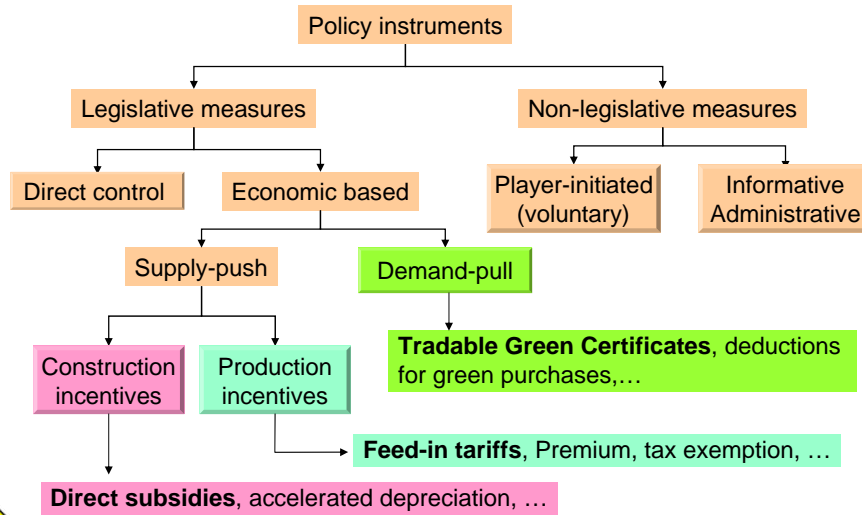 Policy instruments
Legislative measures
Non-legislative measures
Direct control
Economic based
Player-initiated
(voluntary)
Informative
Administrative
Supply-push
Demand-pull
Tradable Green Certificates, deductions
for green purchases,…
Construction
incentives
Production
incentives
Feed-in tariffs, Premium, tax exemption, …
Direct subsidies, accelerated depreciation, …